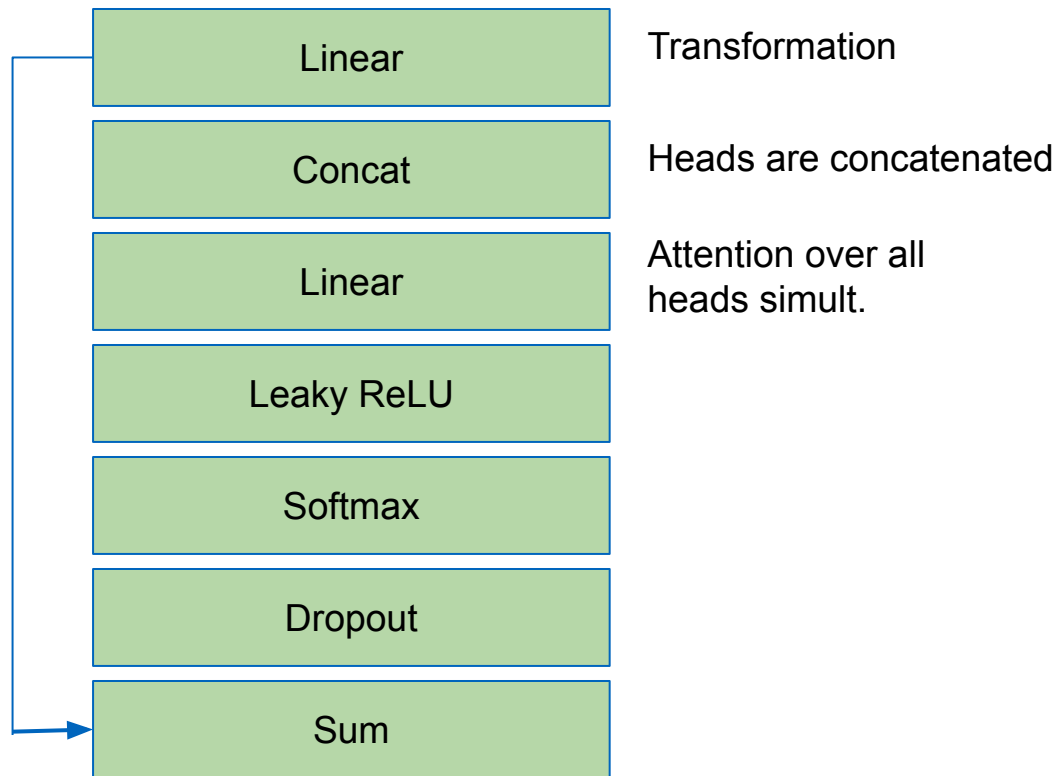 Linear
Transformation
Concat
Heads are concatenated
Linear
Attention over all
heads simult.
Leaky ReLU
Softmax
Dropout
Sum